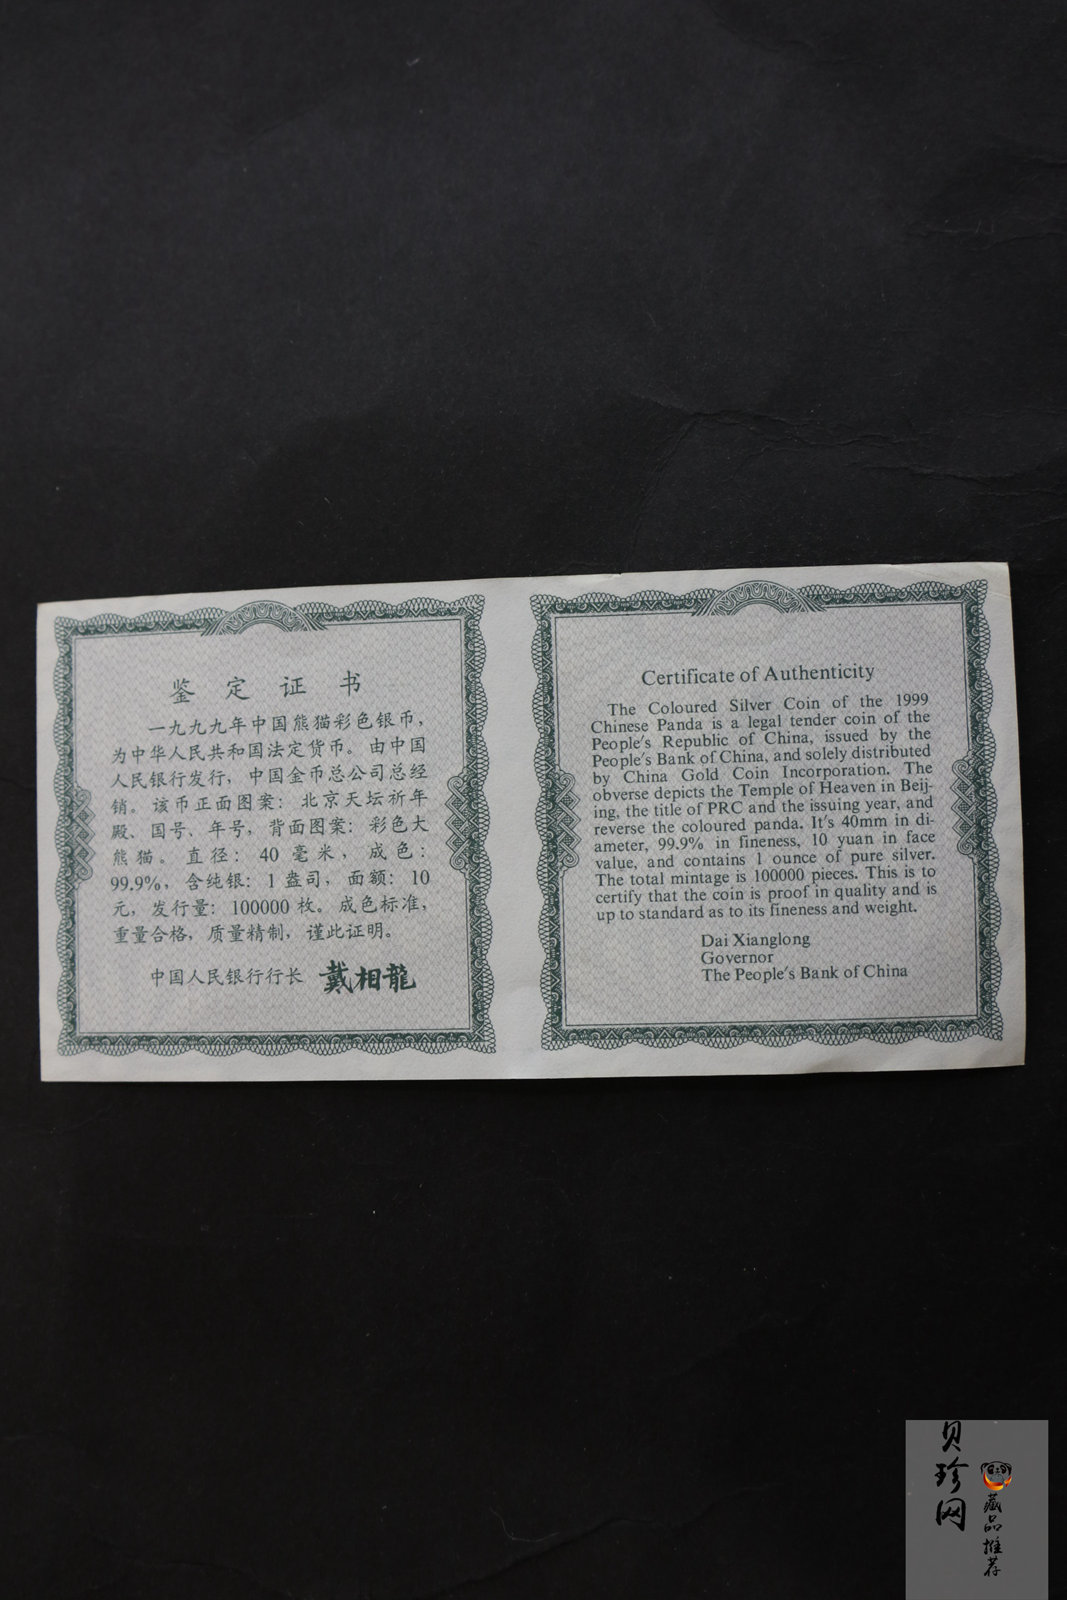 鉴定证书
一九九九年中国熊猫彩色银币，
为中华人民共和国法定货币。由中国
人民银行发行，中国金币总公司总经
销。该币正面图案：北京天坛祈年
殿、国号、年号，背面图案：彩色大
熊猫。直径：40毫米，成色：
99.9%，含纯银：1盎司，面额：10
元，发行量：100000枚。成色标准，
重量合格，质量精制，谨此证明。
中国人民银行行长 戴相龍
Certificate of Authenticity
The Coloured Silver Coin of the 1999
Chinese Panda is a legal tender coin of the
People's Republic of China, issued by the
People's Bank of China, and solely distributed
by China Gold Coin Incorporation. The
obverse depicts the Temple of Heaven in Beij-
ing, the title of PRC and the issuing year, and
reverse the coloured panda. It's 40mm in di-
ameter, 99.9% in fineness, 10 yuan in face
value, and contains 1 ounce of pure silver.
The total mintage is 100000 pieces. This is to
certify that the coin is proof in quality and is
up to standard as to its fineness and weight.
Dai Xianglong
Governor
The People's Bank of China
贝珍网
藏品推荐